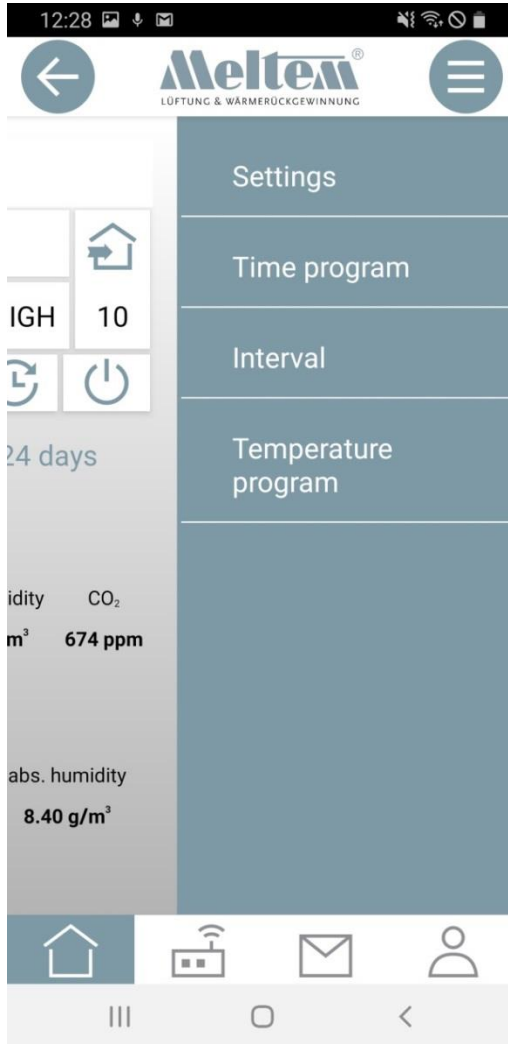 12:28
Meltem®
LÜFTUNG & WÄRMERÜCKGEWINNUNG
Settings
Time program
IGH 10
Interval
24 days
Temperature
program
idity CO₂
m³ 674 ppm
abs. humidity
8.40 g/m³